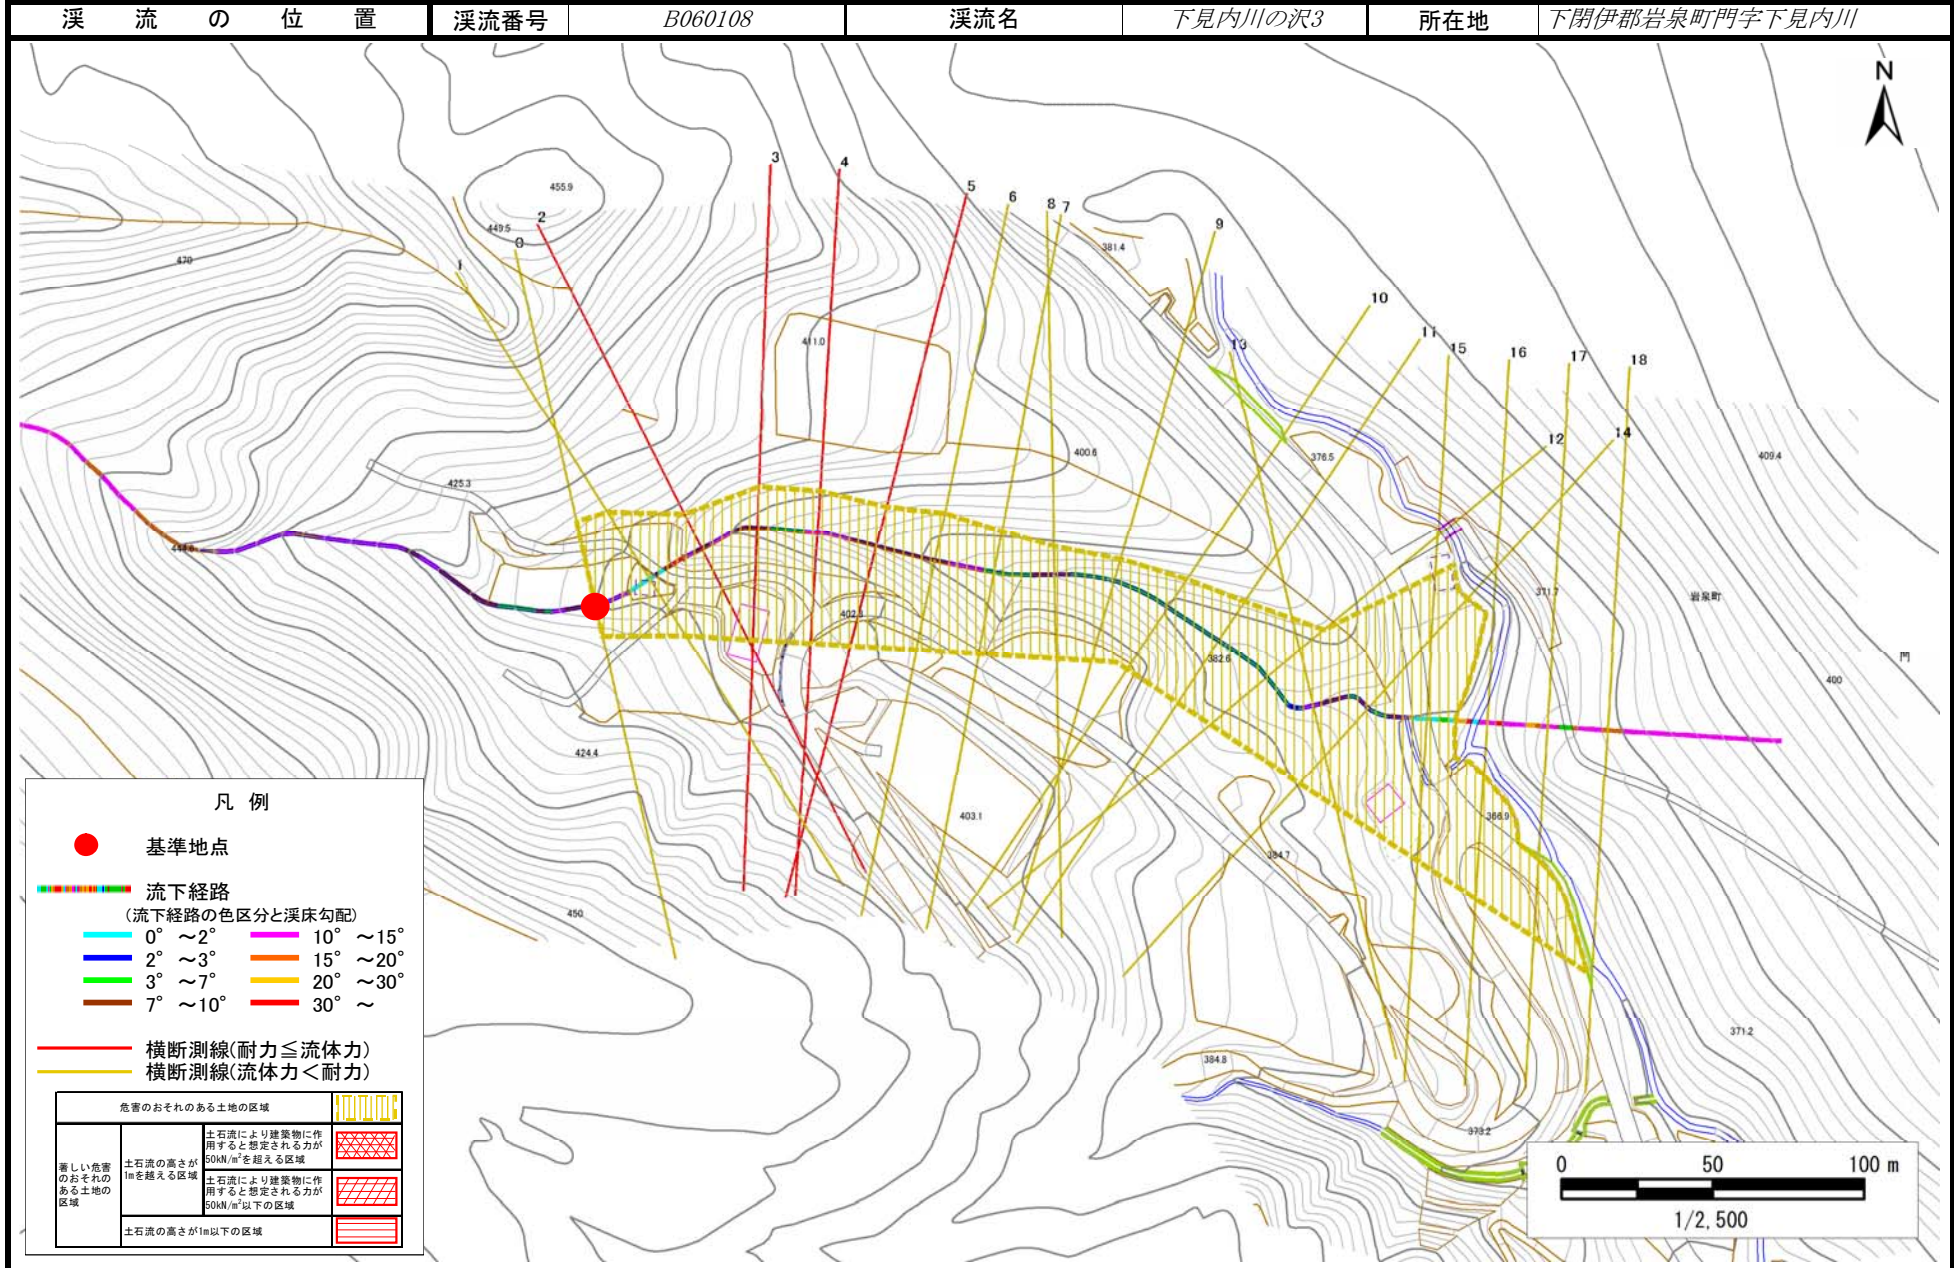 渓流の位置 渓流番号 B060108 渓流名 下見内川の沢3 所在地 下閉伊郡岩泉町門字下見内川
N
3
4
455.9
5
2
6
8 7
449.5
0
9
381.4
470
1
10
411.0
11
13
15
16
17
18
14
12
400.6
376.5
409.4
425.3
444.6
371.7
岩泉町
402.3
門
382.6
400
424.4
403.1
366.9
384.7
450
371.2
384.8
373.2
凡 例
基準地点
流下経路
(流下経路の色区分と渓床勾配)
0° ～2° 10° ～15°
2° ～3° 15° ～20°
3° ～7° 20° ～30°
7° ～10° 30° ～
横断測線(耐力≦流体力)
横断測線(流体力＜耐力)
危害のおそれのある土地の区域
著しい危害
のおそれの
ある土地の
区域
土石流の高さが
1mを越える区域
土石流により建築物に作
用すると想定される力が
50kN/m²を超える区域
土石流により建築物に作
用すると想定される力が
50kN/m²以下の区域
土石流の高さが1m以下の区域
0 50 100 m
1/2,500